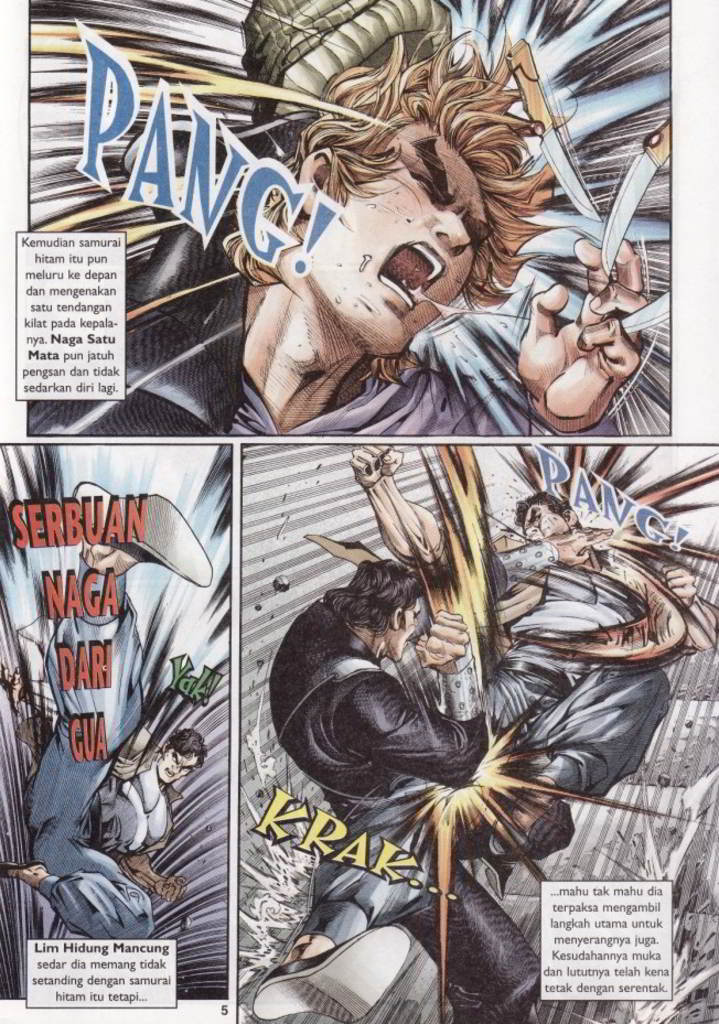 PANG!
Kemudian samurai
hitam itu pun
meluru ke depan
dan mengenakan
satu tendangan
kilat pada kepala-
nya. Naga Satu
Mata pun jatuh
pengsan dan tidak
sedarkan diri lagi.
SERBUAN
NAGA
DARI
GUA
Yah!
Lim Hidung Mancung
sedar dia memang tidak
setanding dengan samurai
hitam itu tetapi...
PANG!
KRAK...
...mahu tak mahu dia
terpaksa mengambil
langkah utama untuk
menyerangnya juga.
Kesudahannya muka
dan lututnya telah kena
tetak dengan serentak.
5